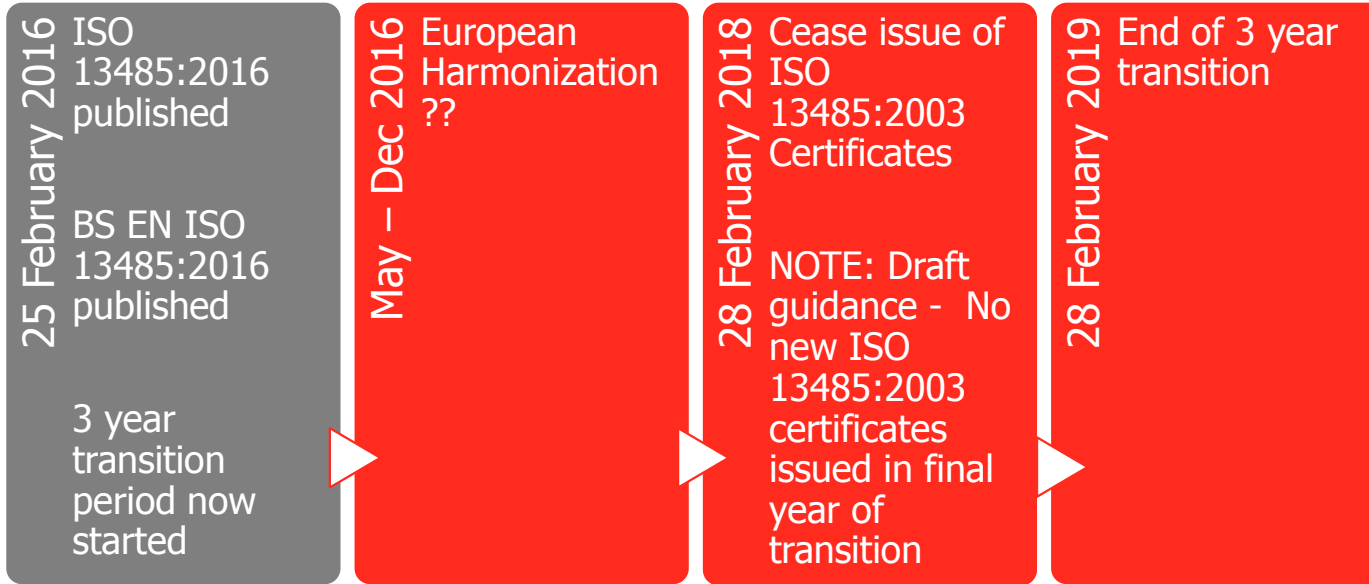 25 February 2016
ISO
13485:2016
published
BS EN ISO
13485:2016
published
3 year
transition
period now
started
May – Dec 2016
European
Harmonization
??
28 February 2018
Cease issue of
ISO
13485:2003
Certificates
NOTE: Draft
guidance -  No
new ISO
13485:2003
certificates
issued in final
year of
transition
28 February 2019
End of 3 year
transition